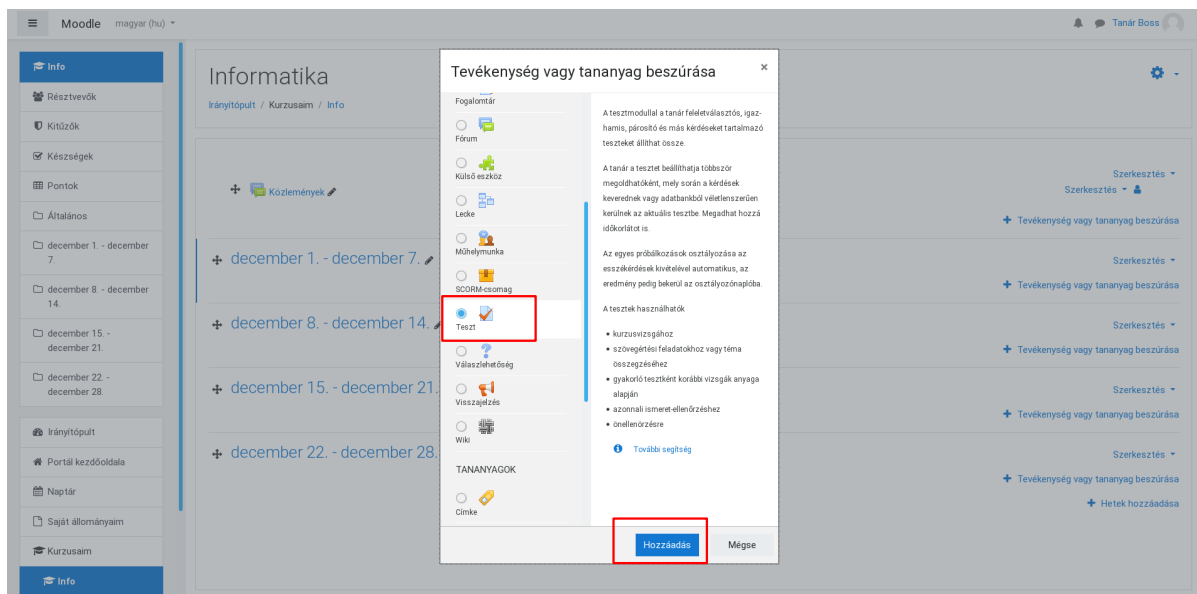 Moodle magyar (hu)
Tanár Boss
Info
Résztvevők
Kitűzők
Készségek
Pontok
Általános
december 1. - december
7.
december 8. - december
14.
december 15. -
december 21.
december 22. -
december 28.
Irányítópult
Portál kezdőoldala
Naptár
Saját állományaim
Kurzusaim
Info
Informatika
Irányítópult / Kurzusaim / Info
Közlemények
Szerkesztés
Szerkesztés
Tevékenység vagy tananyag beszúrása
december 1. - december 7.
Szerkesztés
Tevékenység vagy tananyag beszúrása
december 8. - december 14.
Szerkesztés
Tevékenység vagy tananyag beszúrása
december 15. - december 21.
Szerkesztés
Tevékenység vagy tananyag beszúrása
december 22. - december 28.
Szerkesztés
Tevékenység vagy tananyag beszúrása
Hetek hozzáadása
Tevékenység vagy tananyag beszúrása
×
Fogalomtár
Fórum
Külső eszköz
Lecke
Műhelymunka
SCORM-csomag
Teszt
Válaszlehetőség
Visszajelzés
Wiki
TANANYAGOK
Címke
A tesztmodullal a tanár feleletválasztós, igaz-
hamis, párosító és más kérdéseket tartalmazó
teszteket állíthat össze.
A tanár a tesztet beállíthatja többször
megoldhatóként, mely során a kérdések
keverednek vagy adatbankból véletlenszerűen
kerülnek az aktuális tesztbe. Megadhat hozzá
időkorlátot is.
Az egyes próbálkozások osztályozása az
esszékérdések kivételével automatikus, az
eredmény pedig bekerül az osztályozónaplóba.
A tesztek használhatók
• kurzusvizsgához
• szövegértési feladatokhoz vagy téma
összegzéséhez
• gyakorló tesztként korábbi vizsgák anyaga
alapján
• azonnali ismeret-ellenőrzéshez
• önellenőrzésre
További segítség
Hozzáadás
Mégse